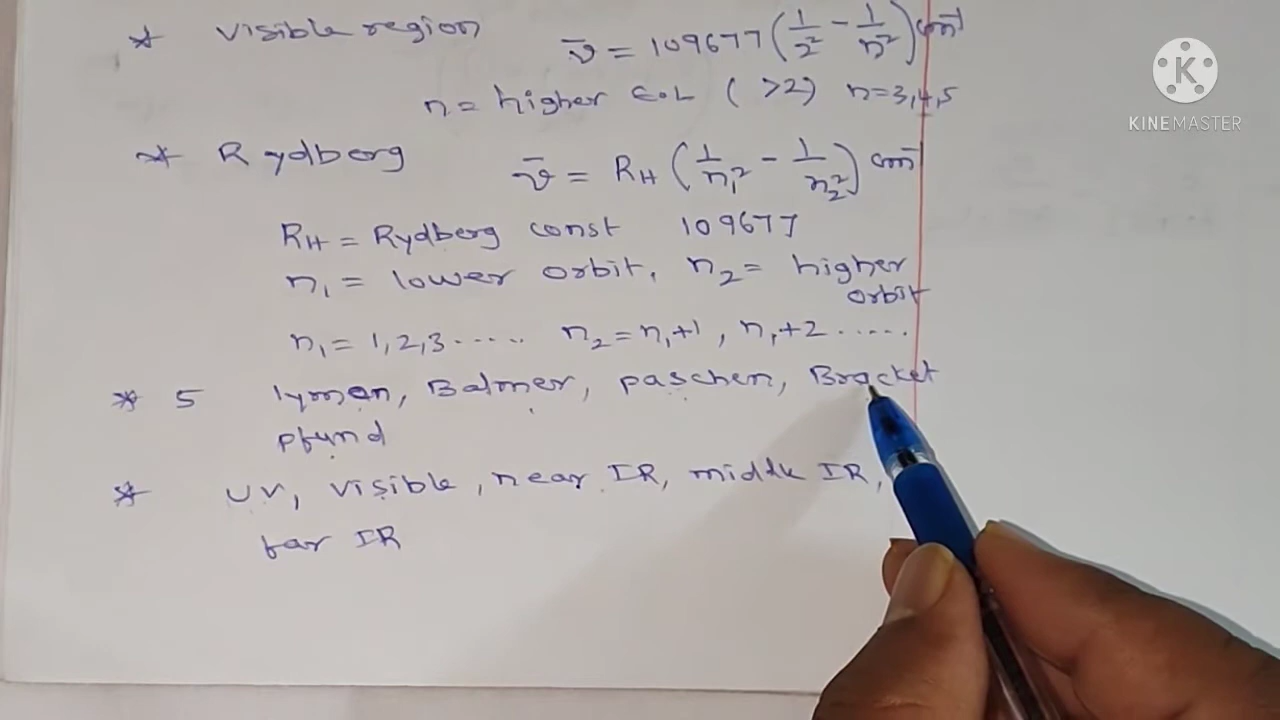 * visible region ν̄ = 109677 (1/2² − 1/n²) cm⁻¹
n = higher E.L (>2) n=3,4,5
* Rydberg ν̄ = RH (1/n₁² − 1/n₂²) cm⁻¹
RH = Rydberg const 109677
n₁ = lower orbit, n₂ = higher
orbit
n₁ = 1,2,3 ..... n₂ = n₁+1, n₁+2 .....
* 5 lyman, Balmer, paschen, Bracket
pfund
* UV, visible, near IR, middle IR,
far IR
K
KINEMASTER